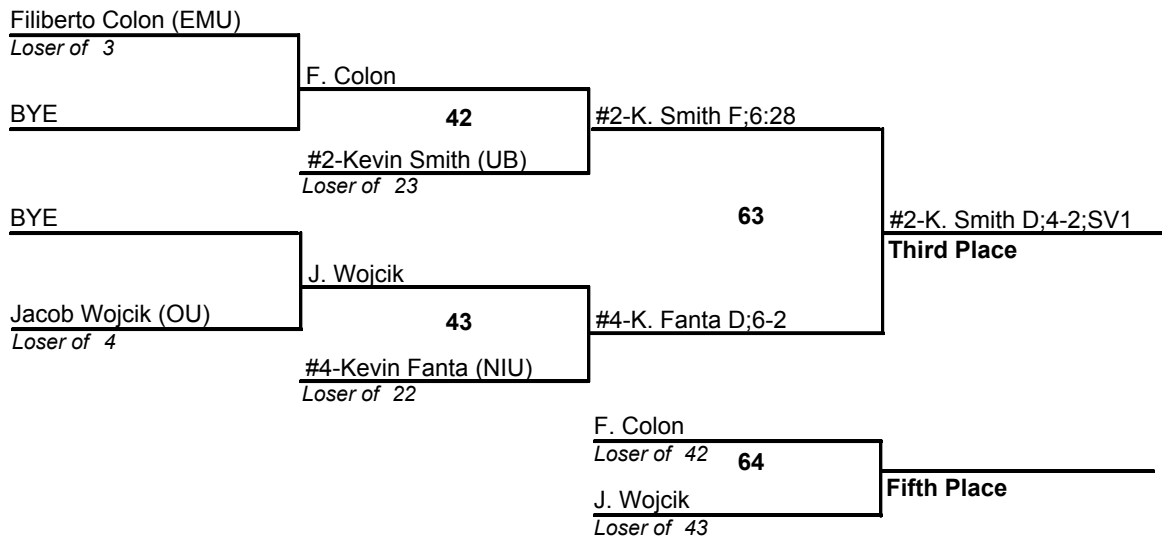 Filiberto Colon (EMU)
Loser of 3
F. Colon
BYE
42
#2-K. Smith F;6:28
#2-Kevin Smith (UB)
Loser of 23
BYE
63
#2-K. Smith D;4-2;SV1
Third Place
J. Wojcik
Jacob Wojcik (OU)
Loser of 4
43
#4-K. Fanta D;6-2
#4-Kevin Fanta (NIU)
Loser of 22
F. Colon
Loser of 42
64
Fifth Place
J. Wojcik
Loser of 43